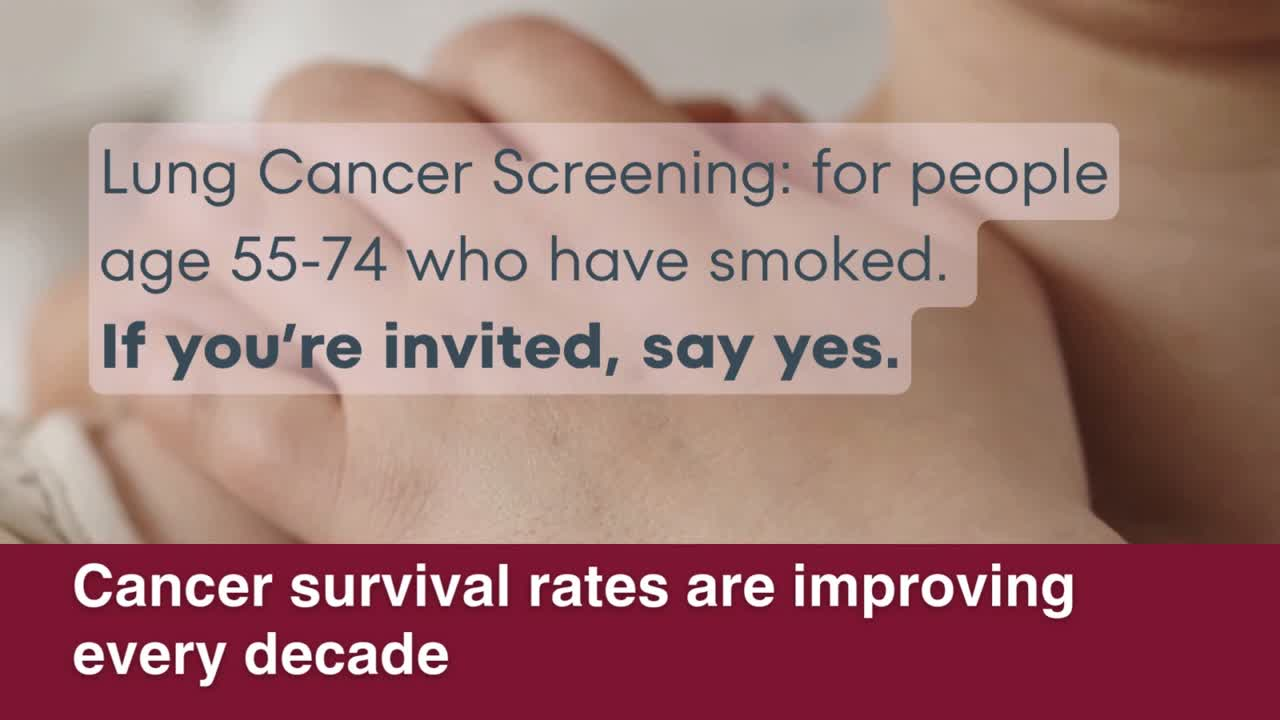 Lung Cancer Screening: for people
age 55-74 who have smoked.
If you’re invited, say yes.
Cancer survival rates are improving
every decade